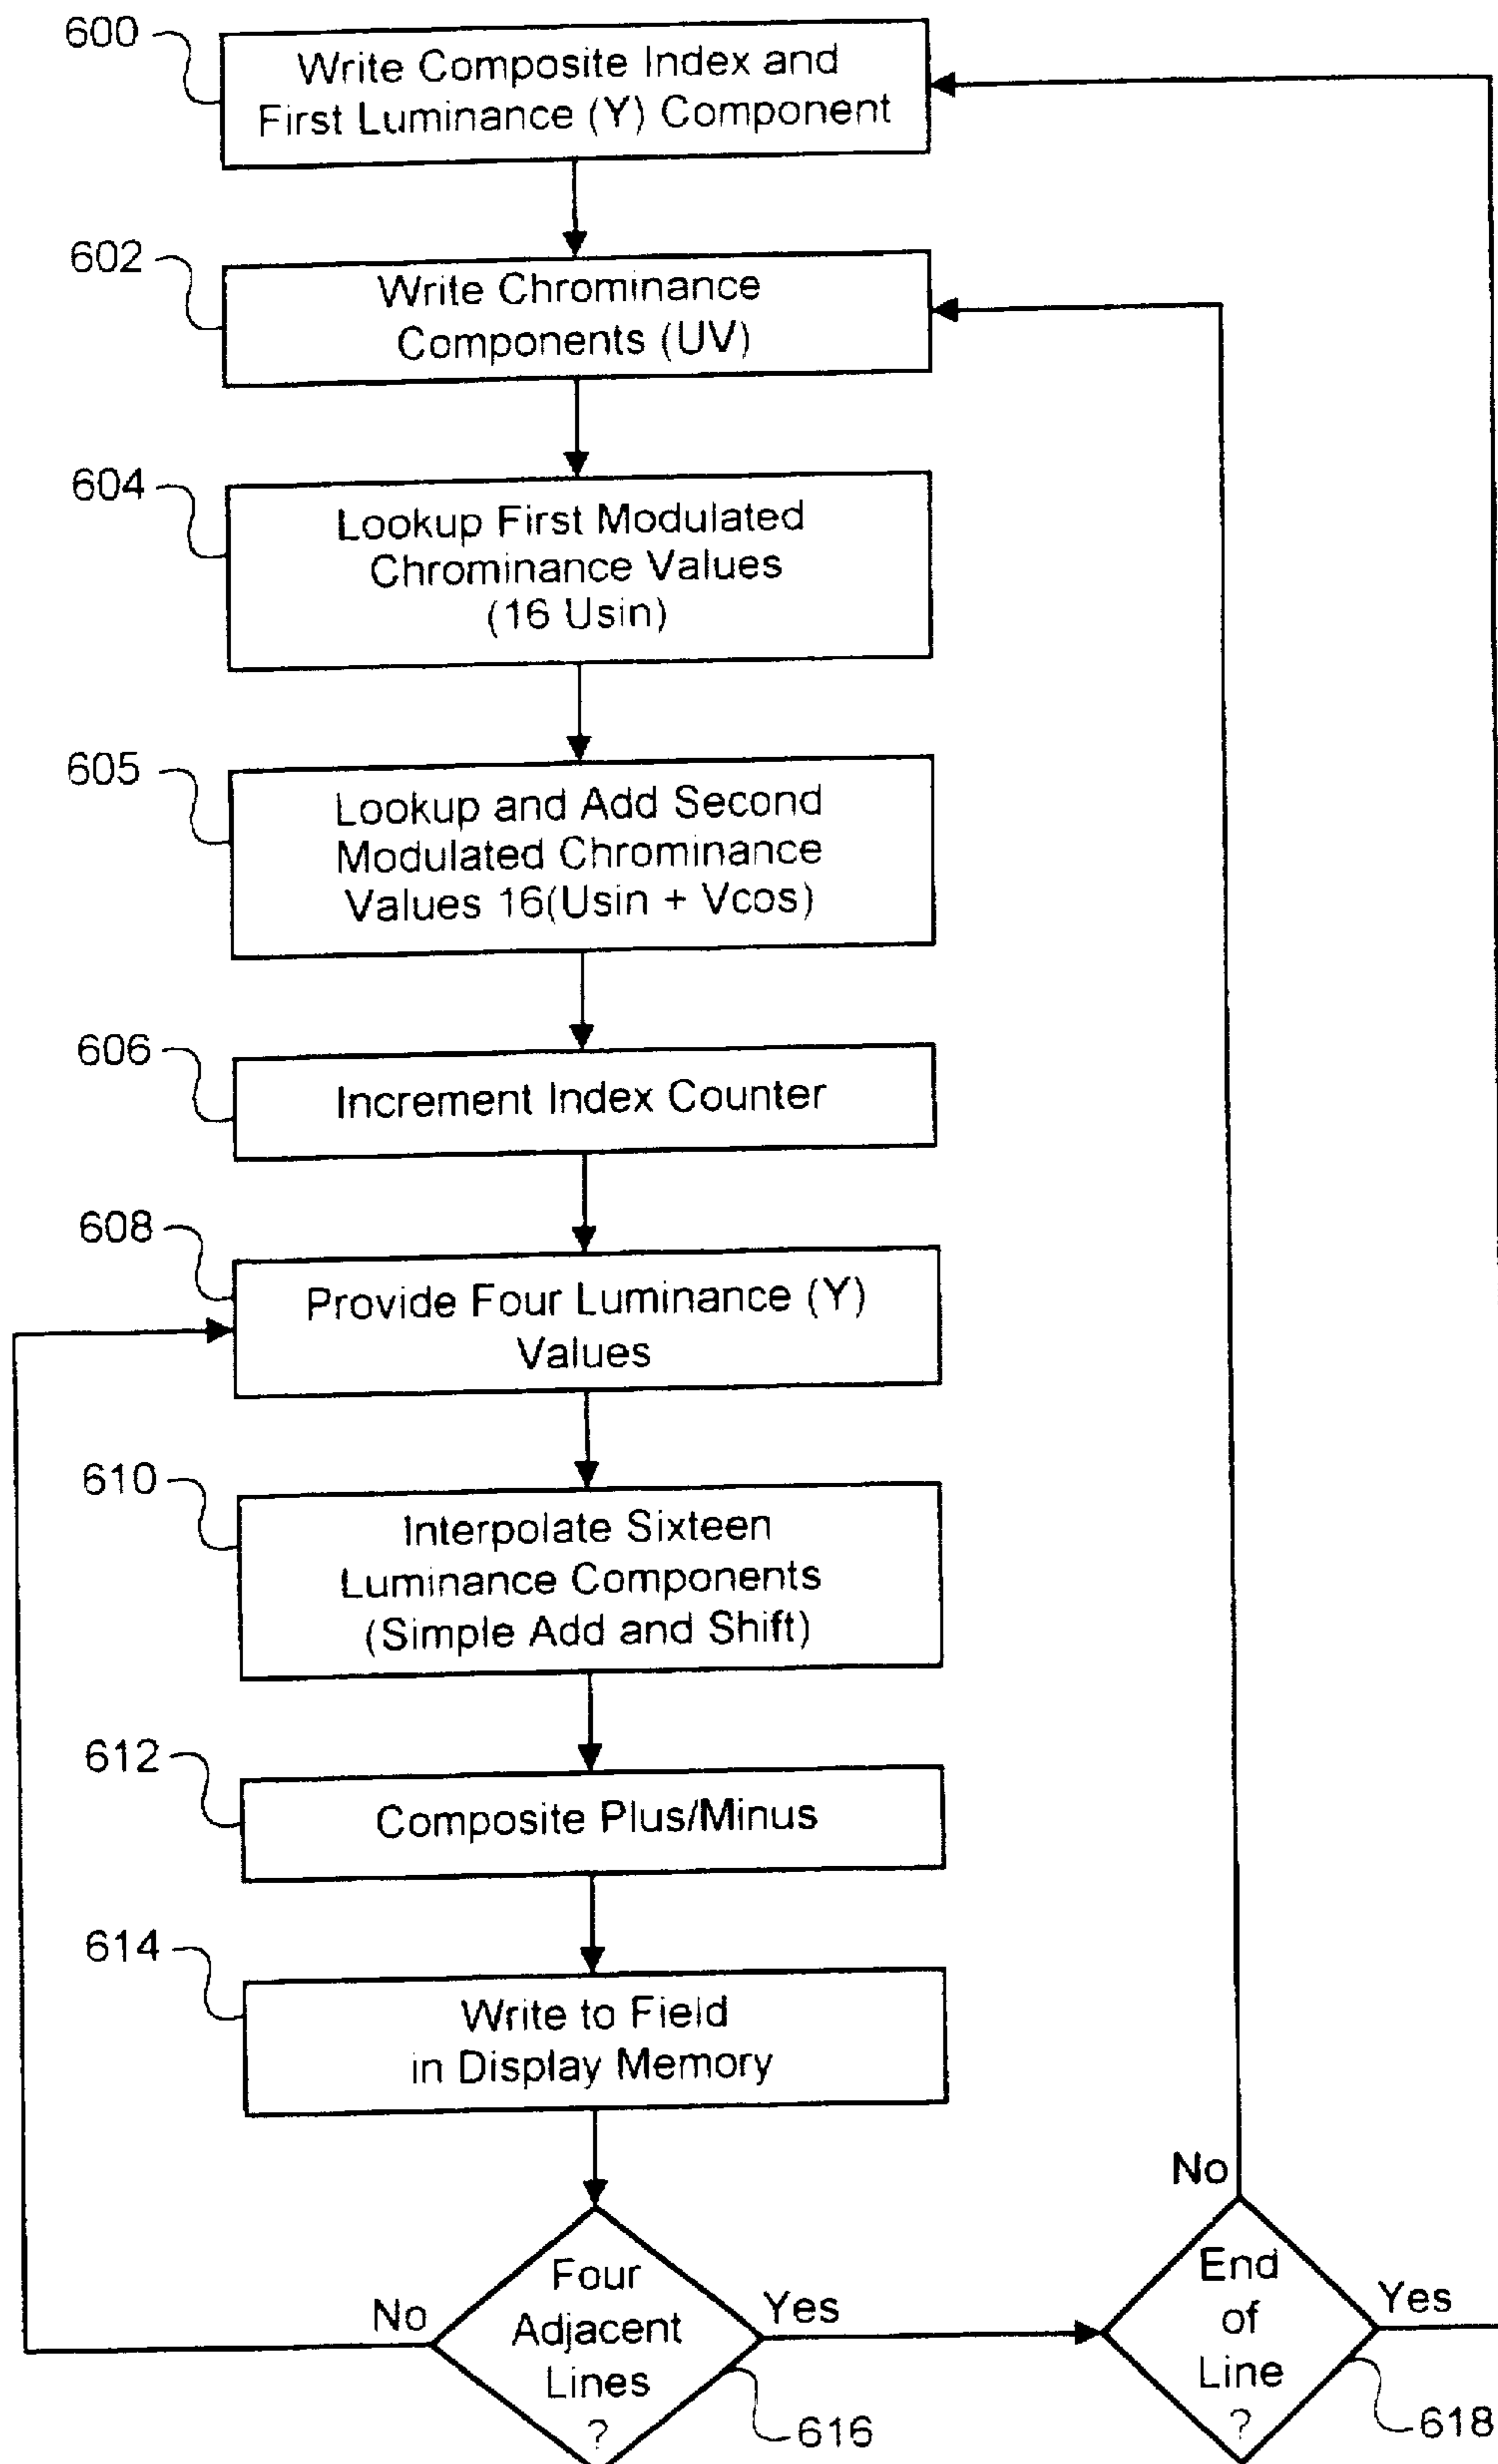 600
Write Composite Index and
First Luminance (Y) Component
602
Write Chrominance
Components (UV)
604
Lookup First Modulated
Chrominance Values
(16 Usin)
605
Lookup and Add Second
Modulated Chrominance
Values 16(Usin + Vcos)
606
Increment Index Counter
608
Provide Four Luminance (Y)
Values
610
Interpolate Sixteen
Luminance Components
(Simple Add and Shift)
612
Composite Plus/Minus
614
Write to Field
in Display Memory
No
Four
Adjacent
Lines
?
Yes
616
No
End
of
Line
?
Yes
618